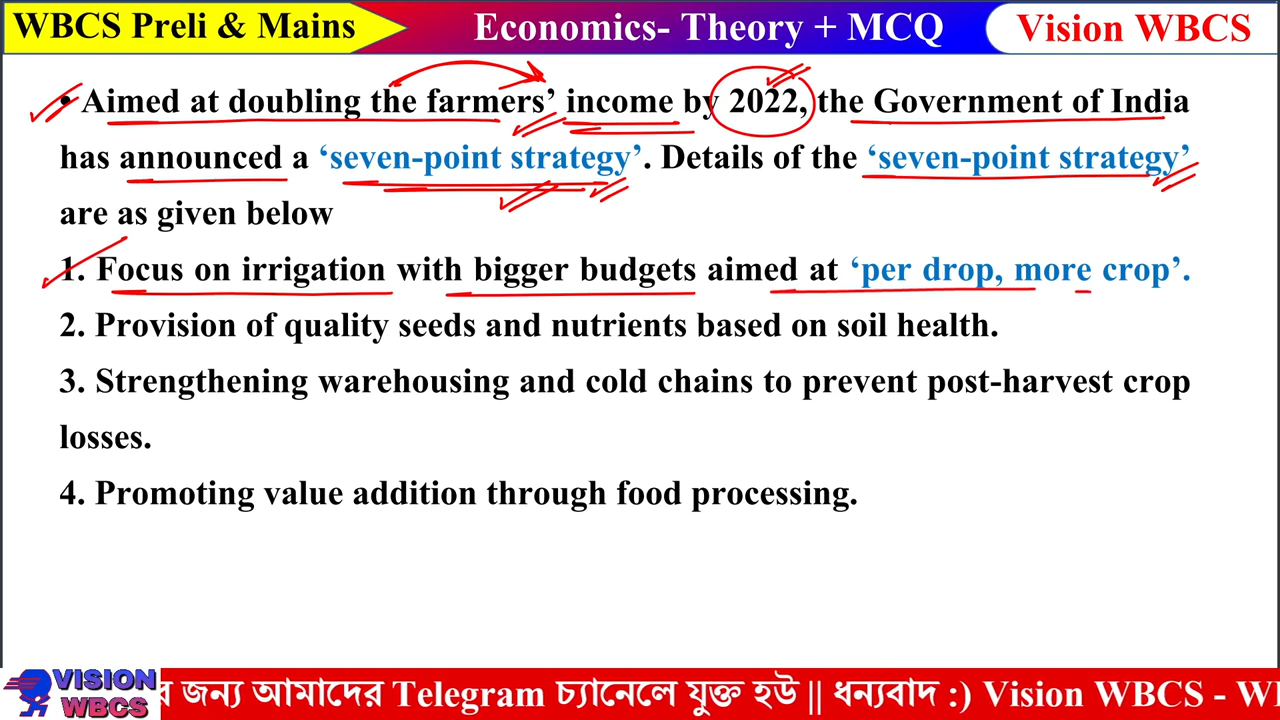 WBCS Preli & Mains
Economics- Theory + MCQ
Vision WBCS
• Aimed at doubling the farmers’ income by 2022, the Government of India
has announced a ‘seven-point strategy’. Details of the ‘seven-point strategy’
are as given below
1. Focus on irrigation with bigger budgets aimed at ‘per drop, more crop’.
2. Provision of quality seeds and nutrients based on soil health.
3. Strengthening warehousing and cold chains to prevent post-harvest crop
losses.
4. Promoting value addition through food processing.
VISION
WBCS
জন্য আমাদের Telegram চ্যানেলে যুক্ত হউ || ধন্যবাদ :) Vision WBCS -